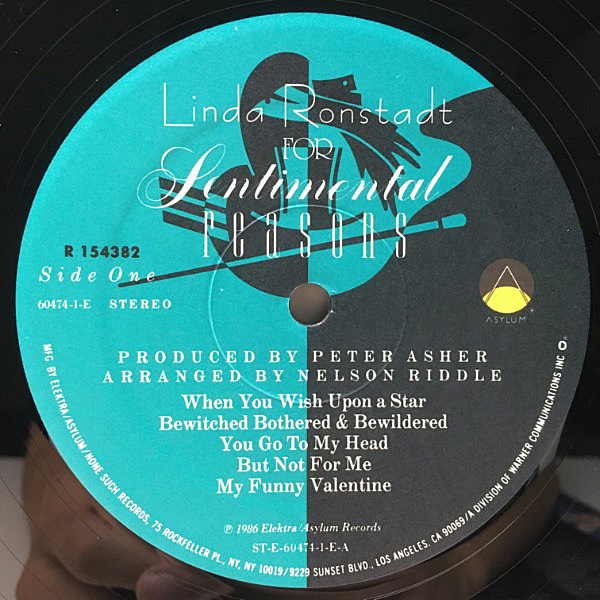 Linda Ronstadt
FOR
Sentimental
reasons
R 154382
Side One
60474-1-E STEREO
ASYLUM
PRODUCED BY PETER ASHER
ARRANGED BY NELSON RIDDLE
When You Wish Upon a Star
Bewitched Bothered & Bewildered
You Go To My Head
But Not For Me
My Funny Valentine
℗ 1986 Elektra/Asylum Records
ST-E-60474-1-E-A
MFG. BY ELEKTRA/ASYLUM/NONE SUCH RECORDS, 75 ROCKFELLER PL., NY, NY 10019/9229 SUNSET BLVD., LOS ANGELES, CA 90069/A DIVISION OF WARNER COMMUNICATIONS INC O.